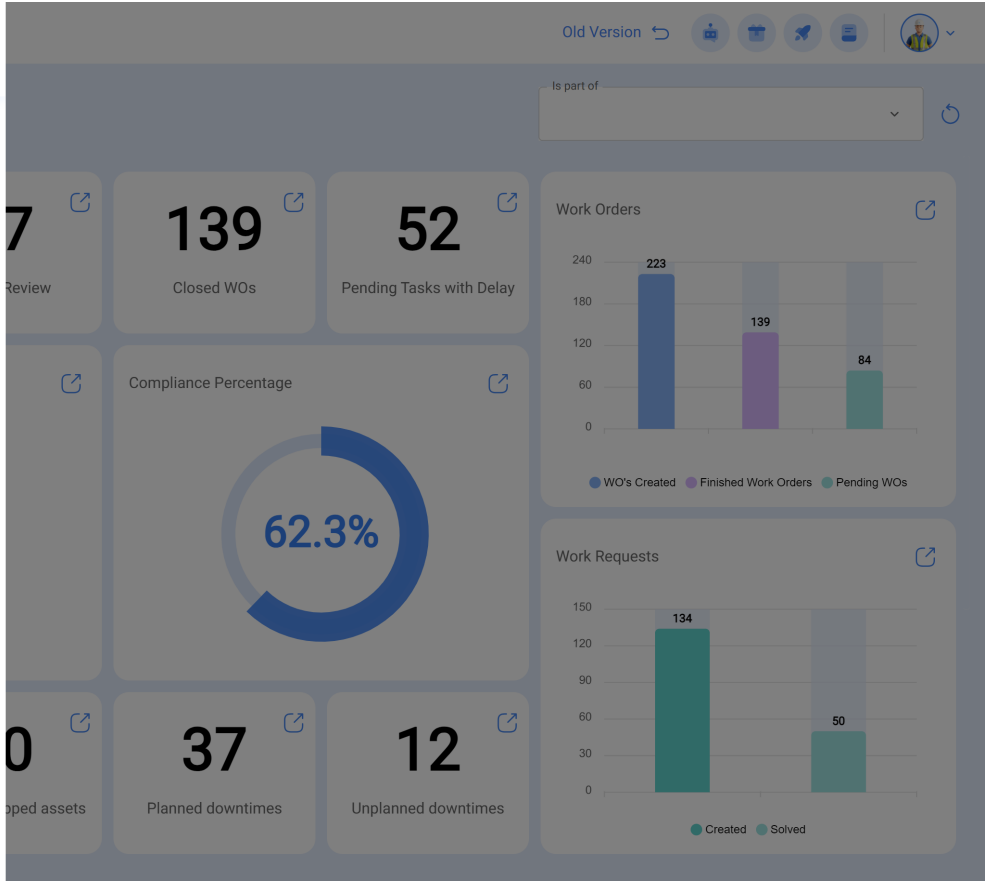 Old Version
Is part of
7
Review
139
Closed WOs
52
Pending Tasks with Delay
Work Orders
240
180
120
60
0
223
139
84
WO's Created Finished Work Orders Pending WOs
Compliance Percentage
62.3%
Work Requests
150
120
90
60
30
0
134
50
Created Solved
0
pped assets
37
Planned downtimes
12
Unplanned downtimes